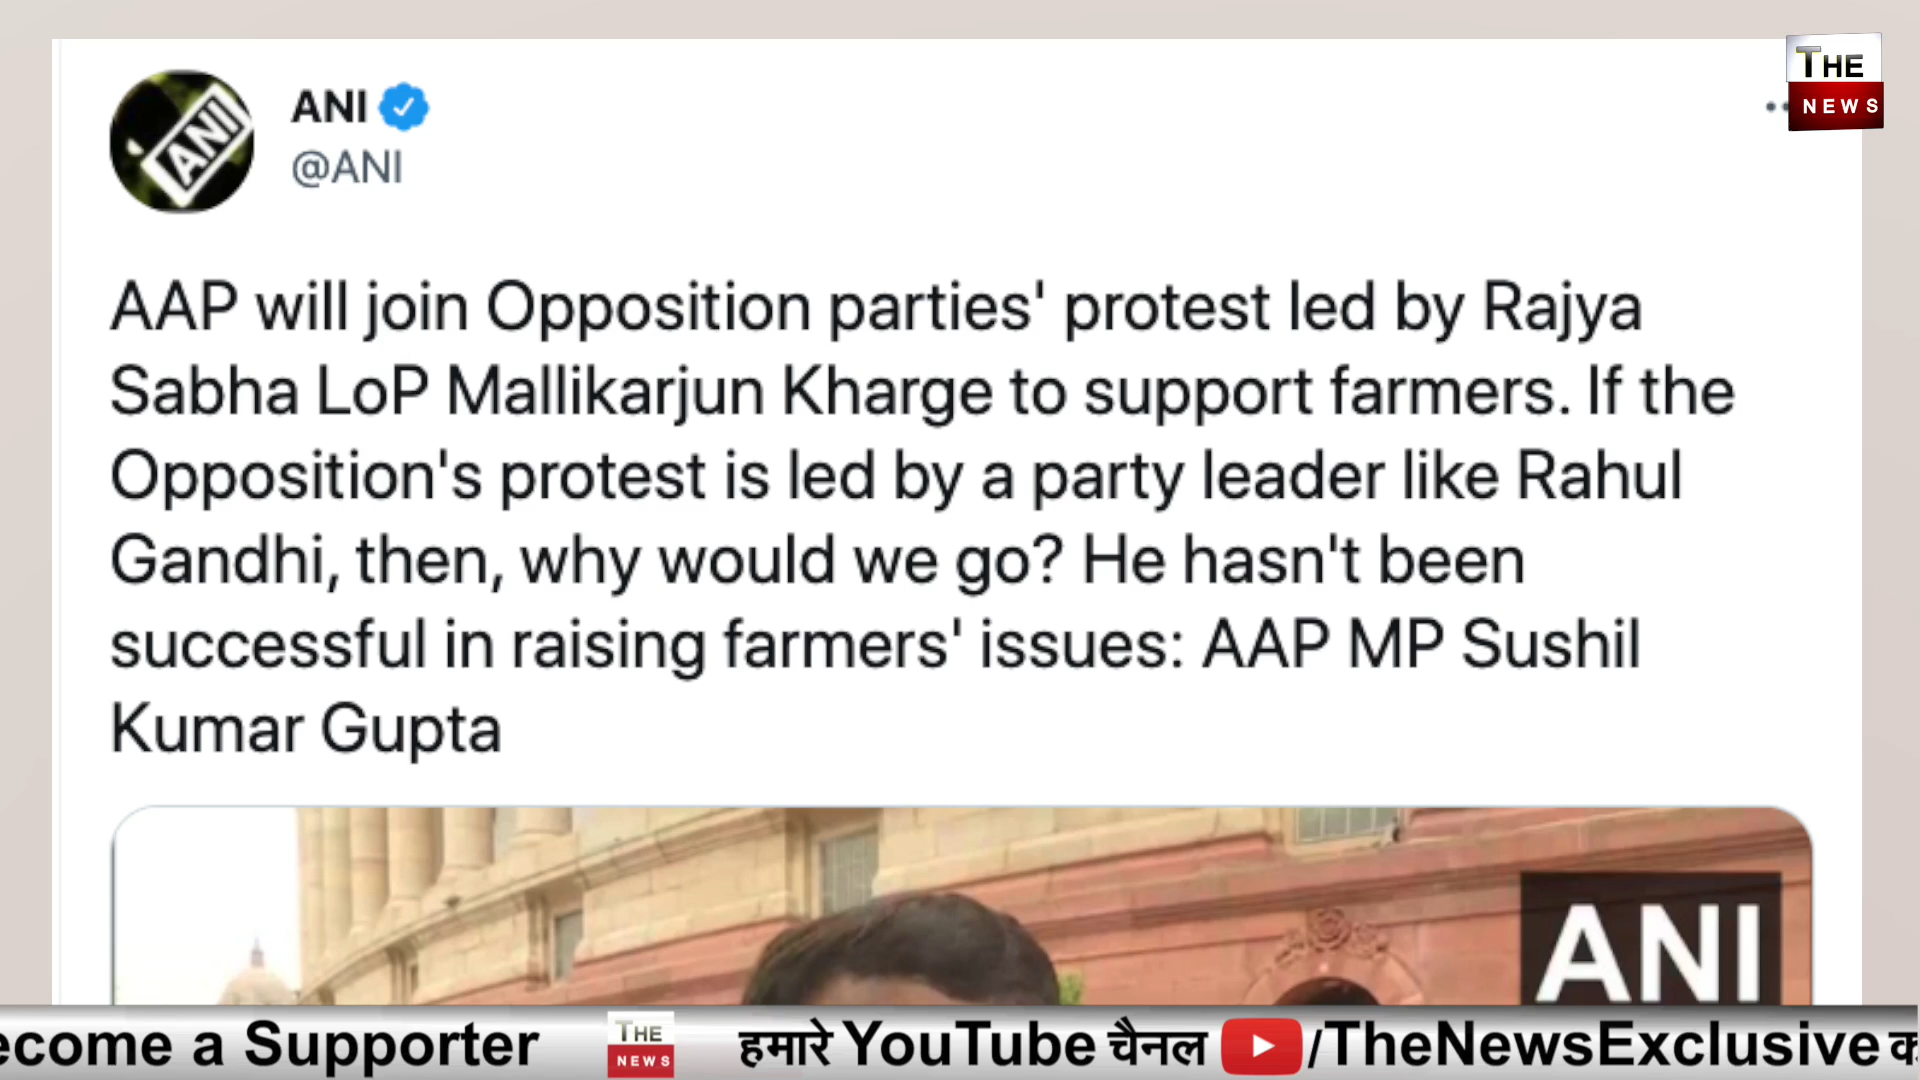 ANI
@ANI
THE
NEWS
ANI
AAP will join Opposition parties' protest led by Rajya
Sabha LoP Mallikarjun Kharge to support farmers. If the
Opposition's protest is led by a party leader like Rahul
Gandhi, then, why would we go? He hasn't been
successful in raising farmers' issues: AAP MP Sushil
Kumar Gupta
ANI
ecome a Supporter THE NEWS हमारे YouTube चैनल /TheNewsExclusive क